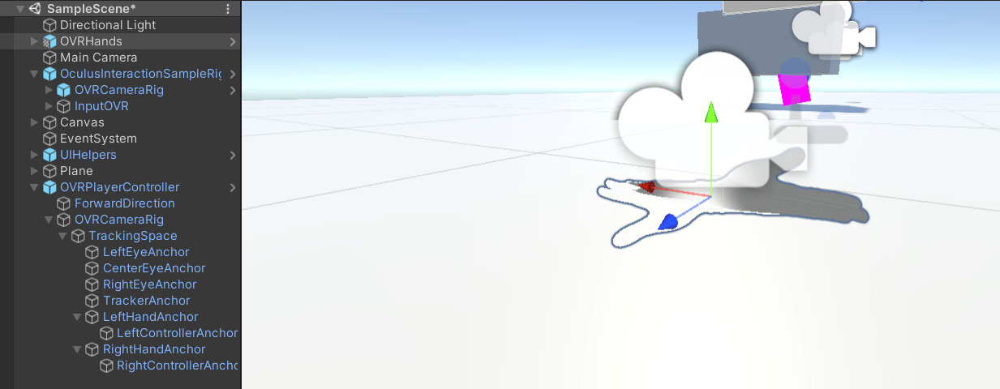 SampleScene*
Directional Light
OVRHands
Main Camera
OculusInteractionSampleRig
OVRCameraRig
InputOVR
Canvas
EventSystem
UIHelpers
Plane
OVRPlayerController
ForwardDirection
OVRCameraRig
TrackingSpace
LeftEyeAnchor
CenterEyeAnchor
RightEyeAnchor
TrackerAnchor
LeftHandAnchor
LeftControllerAnchor
RightHandAnchor
RightControllerAncho